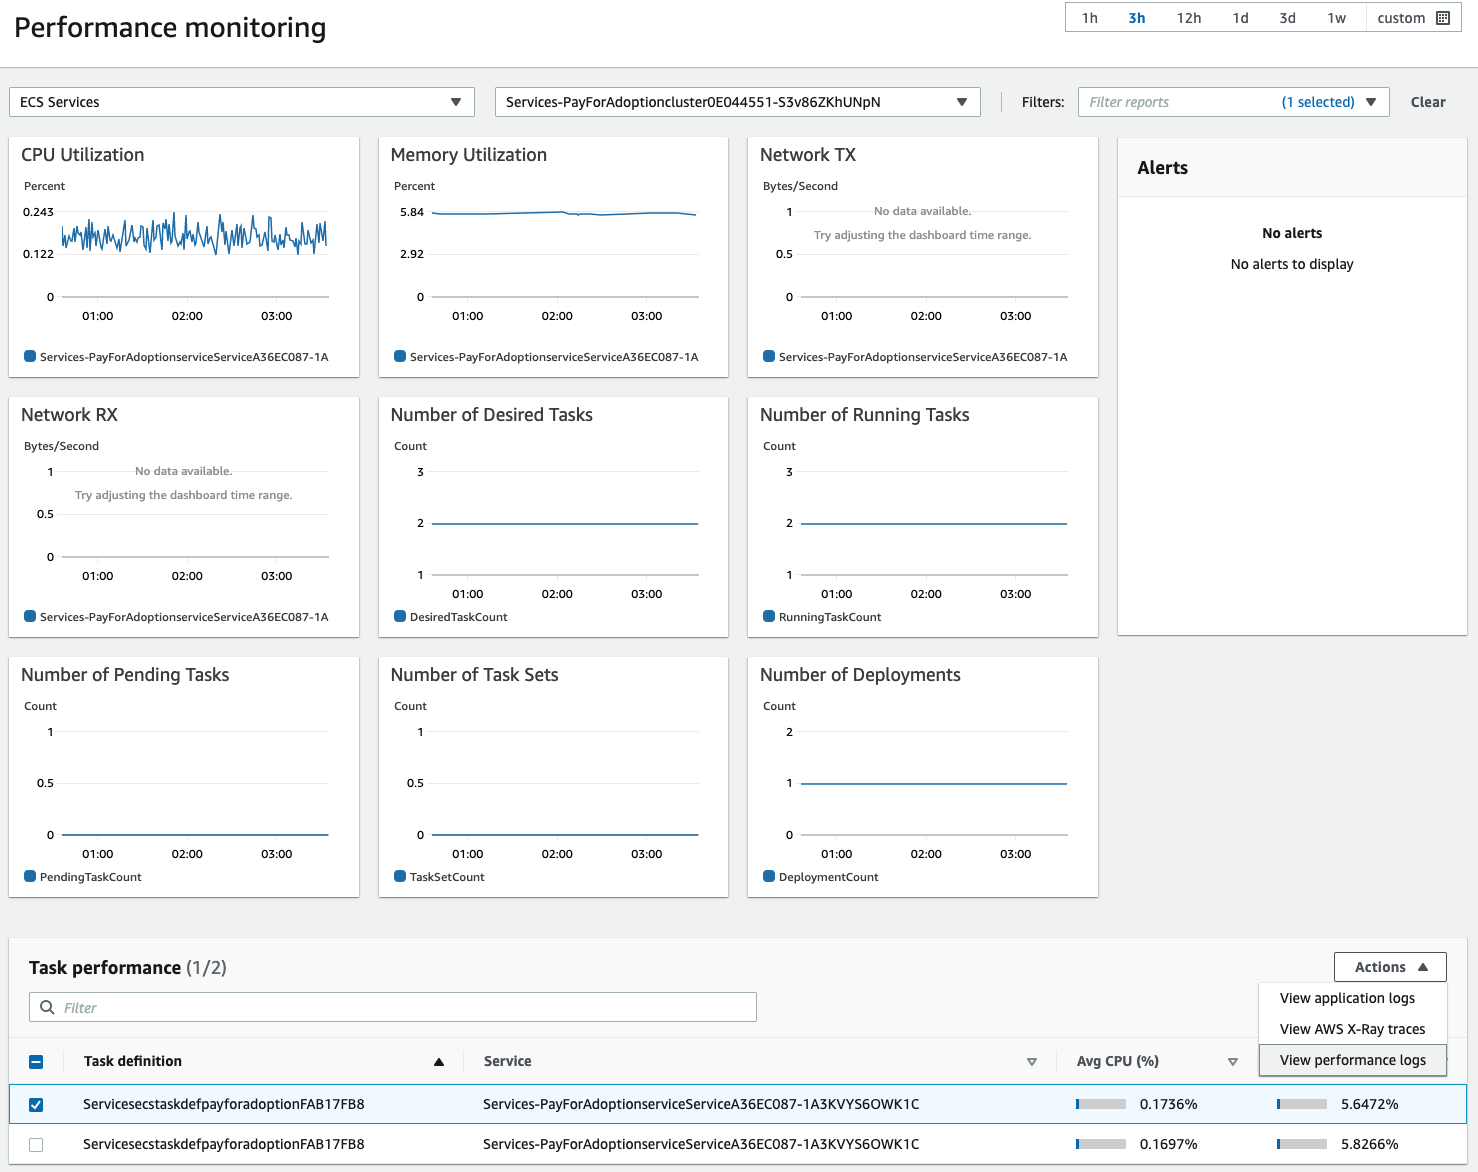 Performance monitoring
1h 3h 12h 1d 3d 1w custom
ECS Services
Services-PayForAdoptioncluster0E044551-S3v86ZKhUNpN
Filters:
Filter reports (1 selected)
Clear
CPU Utilization
Percent
0.243
0.122
0
01:00 02:00 03:00
Services-PayForAdoptionserviceServiceA36EC087-1A
Memory Utilization
Percent
5.84
2.92
0
01:00 02:00 03:00
Services-PayForAdoptionserviceServiceA36EC087-1A
Network TX
Bytes/Second
1
No data available.
Try adjusting the dashboard time range.
0.5
0
01:00 02:00 03:00
Services-PayForAdoptionserviceServiceA36EC087-1A
Alerts
No alerts
No alerts to display
Network RX
Bytes/Second
1
No data available.
Try adjusting the dashboard time range.
0.5
0
01:00 02:00 03:00
Services-PayForAdoptionserviceServiceA36EC087-1A
Number of Desired Tasks
Count
3
2
1
01:00 02:00 03:00
DesiredTaskCount
Number of Running Tasks
Count
3
2
1
01:00 02:00 03:00
RunningTaskCount
Number of Pending Tasks
Count
1
0.5
0
01:00 02:00 03:00
PendingTaskCount
Number of Task Sets
Count
1
0.5
0
01:00 02:00 03:00
TaskSetCount
Number of Deployments
Count
2
1
0
01:00 02:00 03:00
DeploymentCount
Task performance (1/2)
Actions
Filter
View application logs
View AWS X-Ray traces
View performance logs
Task definition Service Avg CPU (%)
ServicesecstaskdefpayforadoptionFAB17FB8 Services-PayForAdoptionserviceServiceA36EC087-1A3KVYS6OWK1C 0.1736% 5.6472%
ServicesecstaskdefpayforadoptionFAB17FB8 Services-PayForAdoptionserviceServiceA36EC087-1A3KVYS6OWK1C 0.1697% 5.8266%